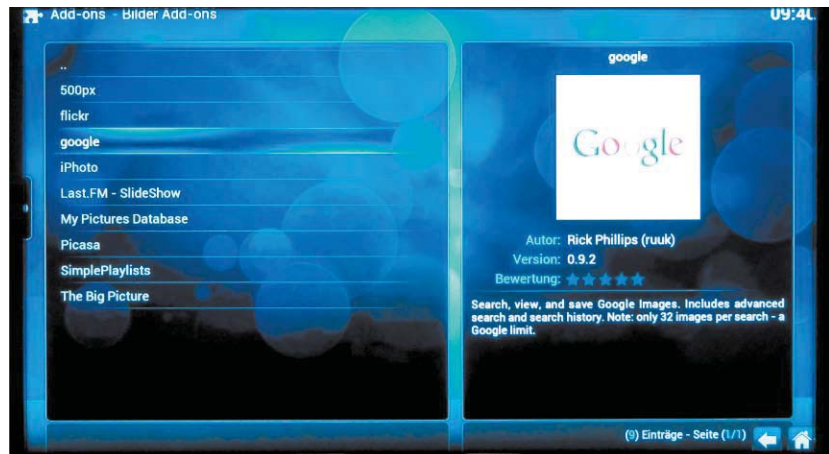 Add-ons - Bilder Add-ons
09:40
..
500px
flickr
google
iPhoto
Last.FM - SlideShow
My Pictures Database
Picasa
SimplePlaylists
The Big Picture
google
Google
Autor: Rick Phillips (ruuk)
Version: 0.9.2
Bewertung:
Search, view, and save Google Images. Includes advanced
search and search history. Note: only 32 images per search - a
Google limit.
(9) Einträge - Seite (1/1)